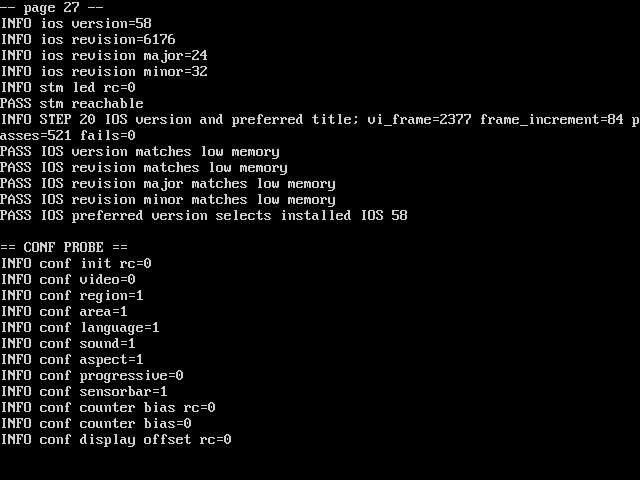 -- page 27 --
INFO ios version=58
INFO ios revision=6176
INFO ios revision major=24
INFO ios revision minor=32
INFO stm led rc=0
PASS stm reachable
INFO STEP 20 IOS version and preferred title; vi_frame=2377 frame_increment=84 p
asses=521 fails=0
PASS IOS version matches low memory
PASS IOS revision matches low memory
PASS IOS revision major matches low memory
PASS IOS revision minor matches low memory
PASS IOS preferred version selects installed IOS 58
== CONF PROBE ==
INFO conf init rc=0
INFO conf video=0
INFO conf region=1
INFO conf area=1
INFO conf language=1
INFO conf sound=1
INFO conf aspect=1
INFO conf progressive=0
INFO conf sensorbar=1
INFO conf counter bias rc=0
INFO conf counter bias=0
INFO conf display offset rc=0